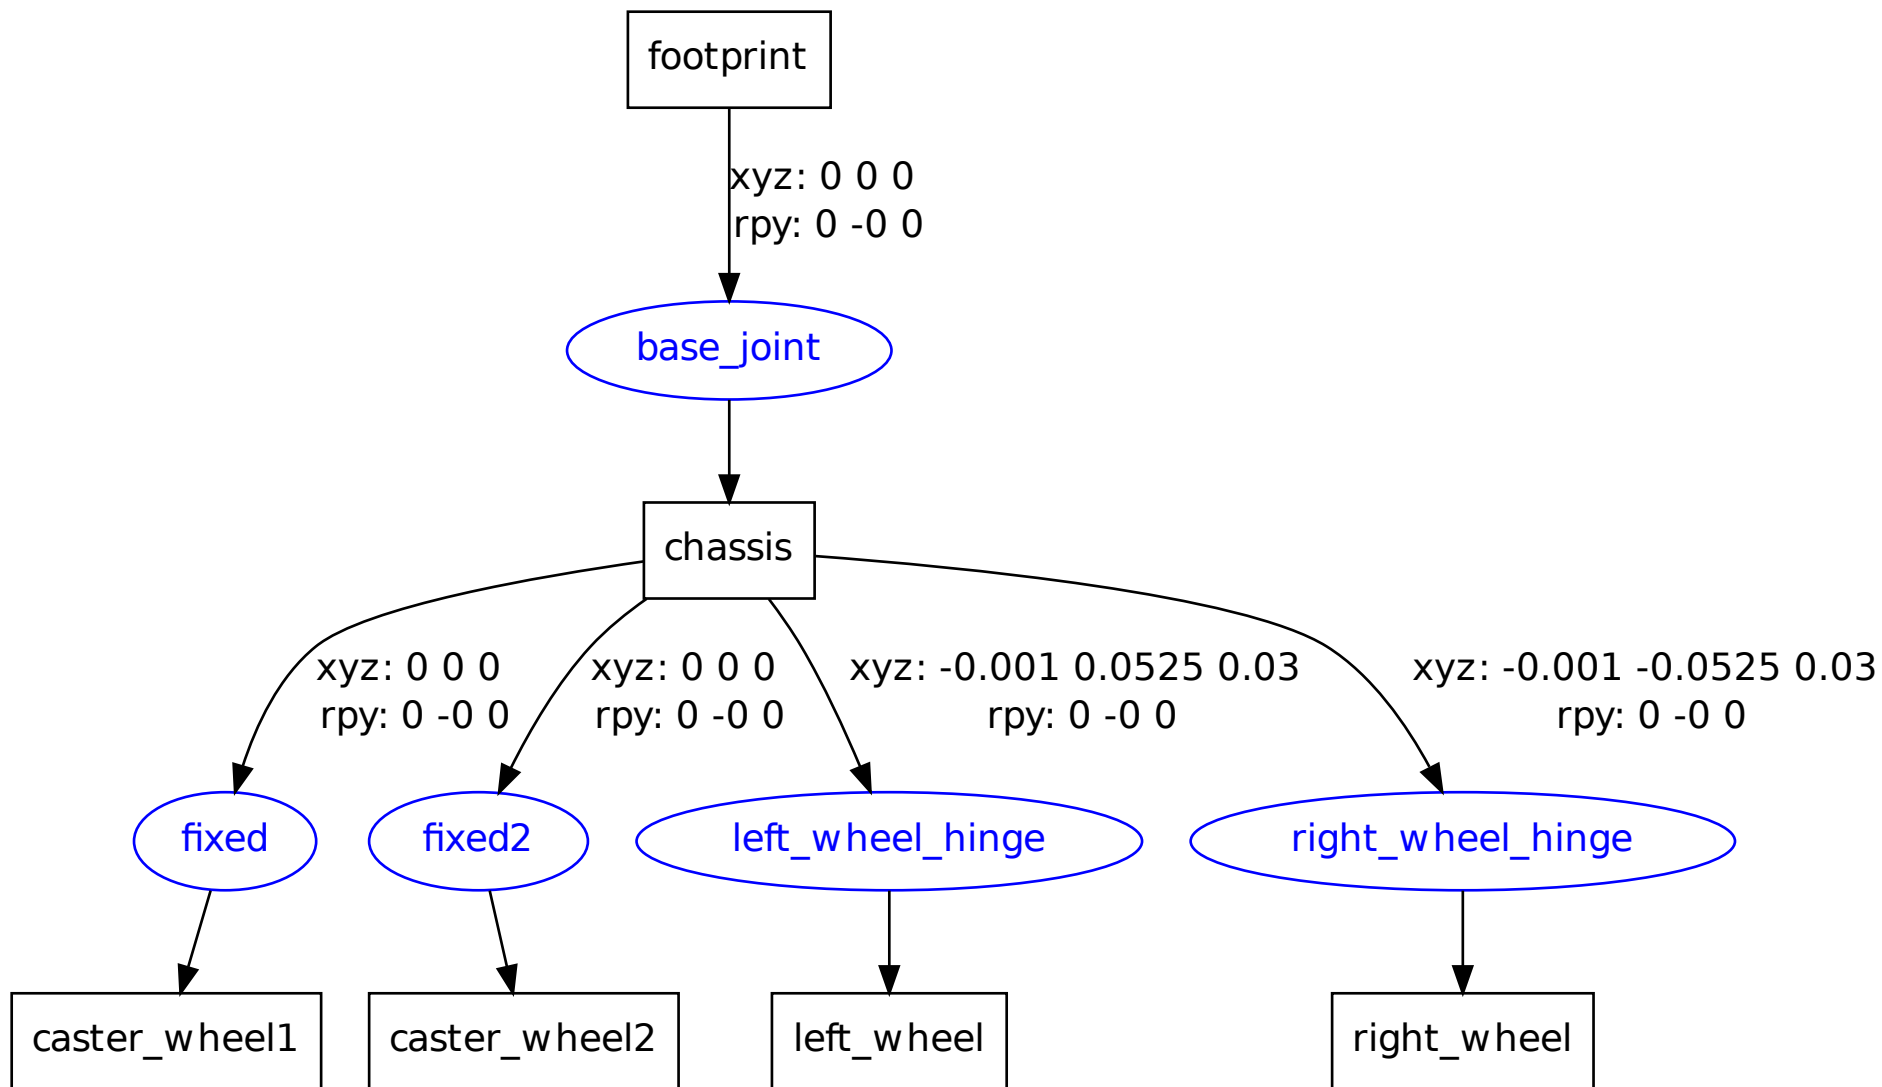 footprint
xyz: 0 0 0
rpy: 0 -0 0
base_joint
chassis
xyz: 0 0 0
rpy: 0 -0 0
xyz: 0 0 0
rpy: 0 -0 0
xyz: -0.001 0.0525 0.03
rpy: 0 -0 0
xyz: -0.001 -0.0525 0.03
rpy: 0 -0 0
fixed
fixed2
left_wheel_hinge
right_wheel_hinge
caster_wheel1
caster_wheel2
left_wheel
right_wheel